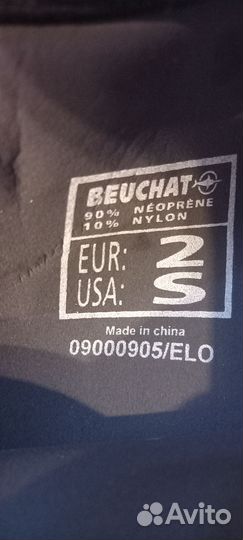 BEUCHAT
90% NÉOPRÈNE
10% NYLON
EUR: 2
USA: S
Made in china
09000905/ELO
Avito